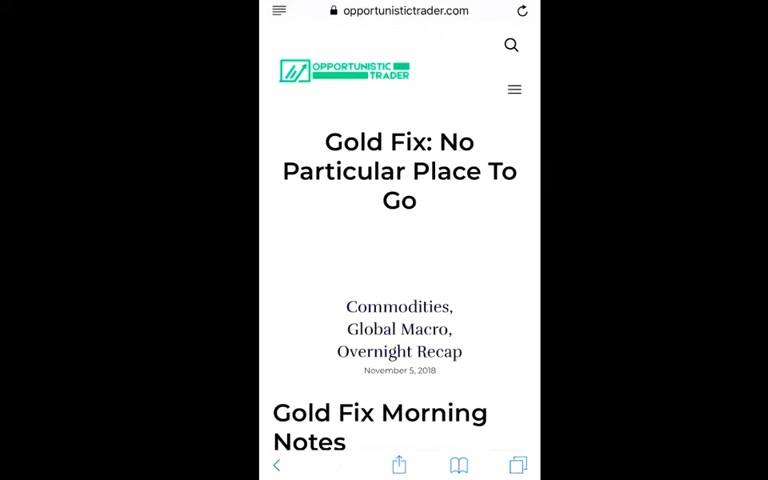 opportunistictrader.com
OPPORTUNISTIC
TRADER
Gold Fix: No
Particular Place To
Go
Commodities,
Global Macro,
Overnight Recap
November 5, 2018
Gold Fix Morning
Notes